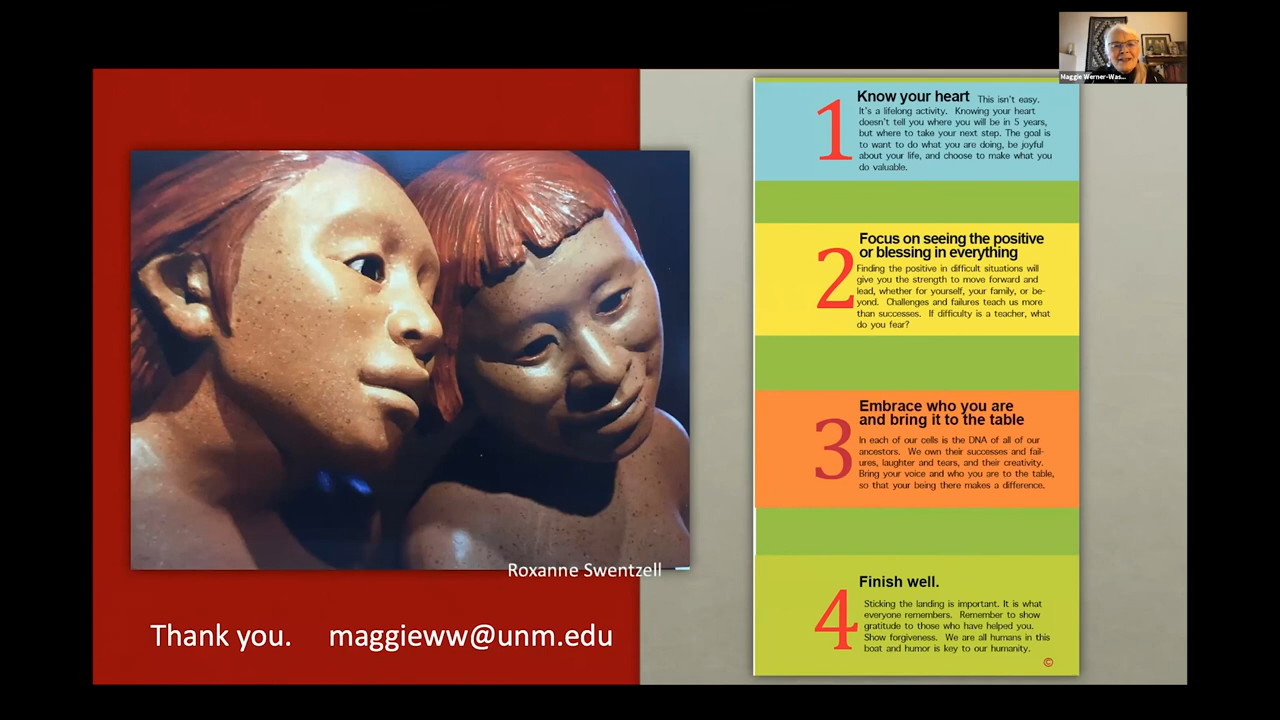 Maggie Werner-Was...
1
Know your heart This isn't easy.
It's a lifelong activity. Knowing your heart
doesn't tell you where you will be in 5 years,
but where to take your next step. The goal is
to want to do what you are doing, be joyful
about your life, and choose to make what you
do valuable.
2
Focus on seeing the positive
or blessing in everything
Finding the positive in difficult situations will
give you the strength to move forward and
lead, whether for yourself, your family, or be-
yond. Challenges and failures teach us more
than successes. If difficulty is a teacher, what
do you fear?
3
Embrace who you are
and bring it to the table
In each of our cells is the DNA of all of our
ancestors. We own their successes and fail-
ures, laughter and tears, and their creativity.
Bring your voice and who you are to the table,
so that your being there makes a difference.
4
Finish well.
Sticking the landing is important. It is what
everyone remembers. Remember to show
gratitude to those who have helped you.
Show forgiveness. We are all humans in this
boat and humor is key to our humanity.
©
Roxanne Swentzell
Thank you. maggieww@unm.edu